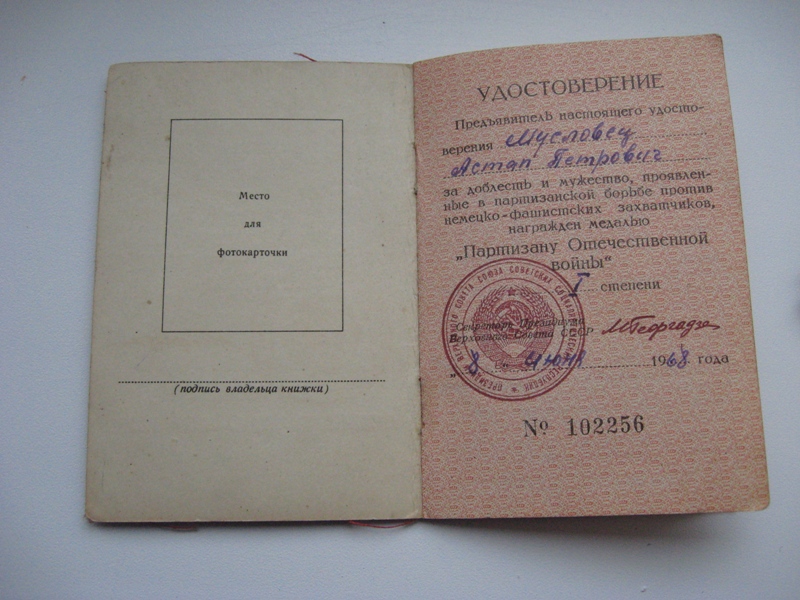 Место
для
фотокарточки
(подпись владельца книжки)
УДОСТОВЕРЕНИЕ
Предъявитель настоящего удосто-
верения Мусловец
Астап Петрович
за доблесть и мужество, проявлен-
ные в партизанской борьбе против
немецко-фашистских захватчиков,
награжден медалью
„Партизану Отечественной
войны“
I степени
Секретарь Президиума
Верховного Совета СССР МГеоргадзе
„8“ июня 1968 года
№ 102256